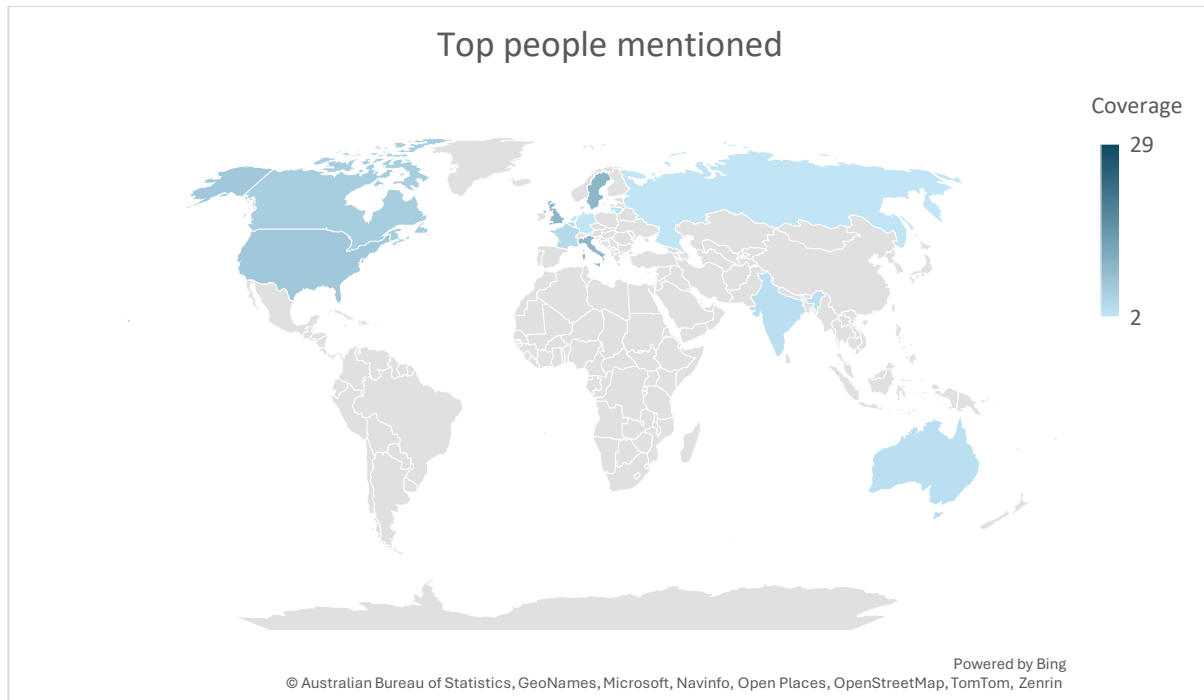 Top people mentioned
Coverage
29
2
Powered by Bing
© Australian Bureau of Statistics, GeoNames, Microsoft, Navinfo, Open Places, OpenStreetMap, TomTom, Zenrin